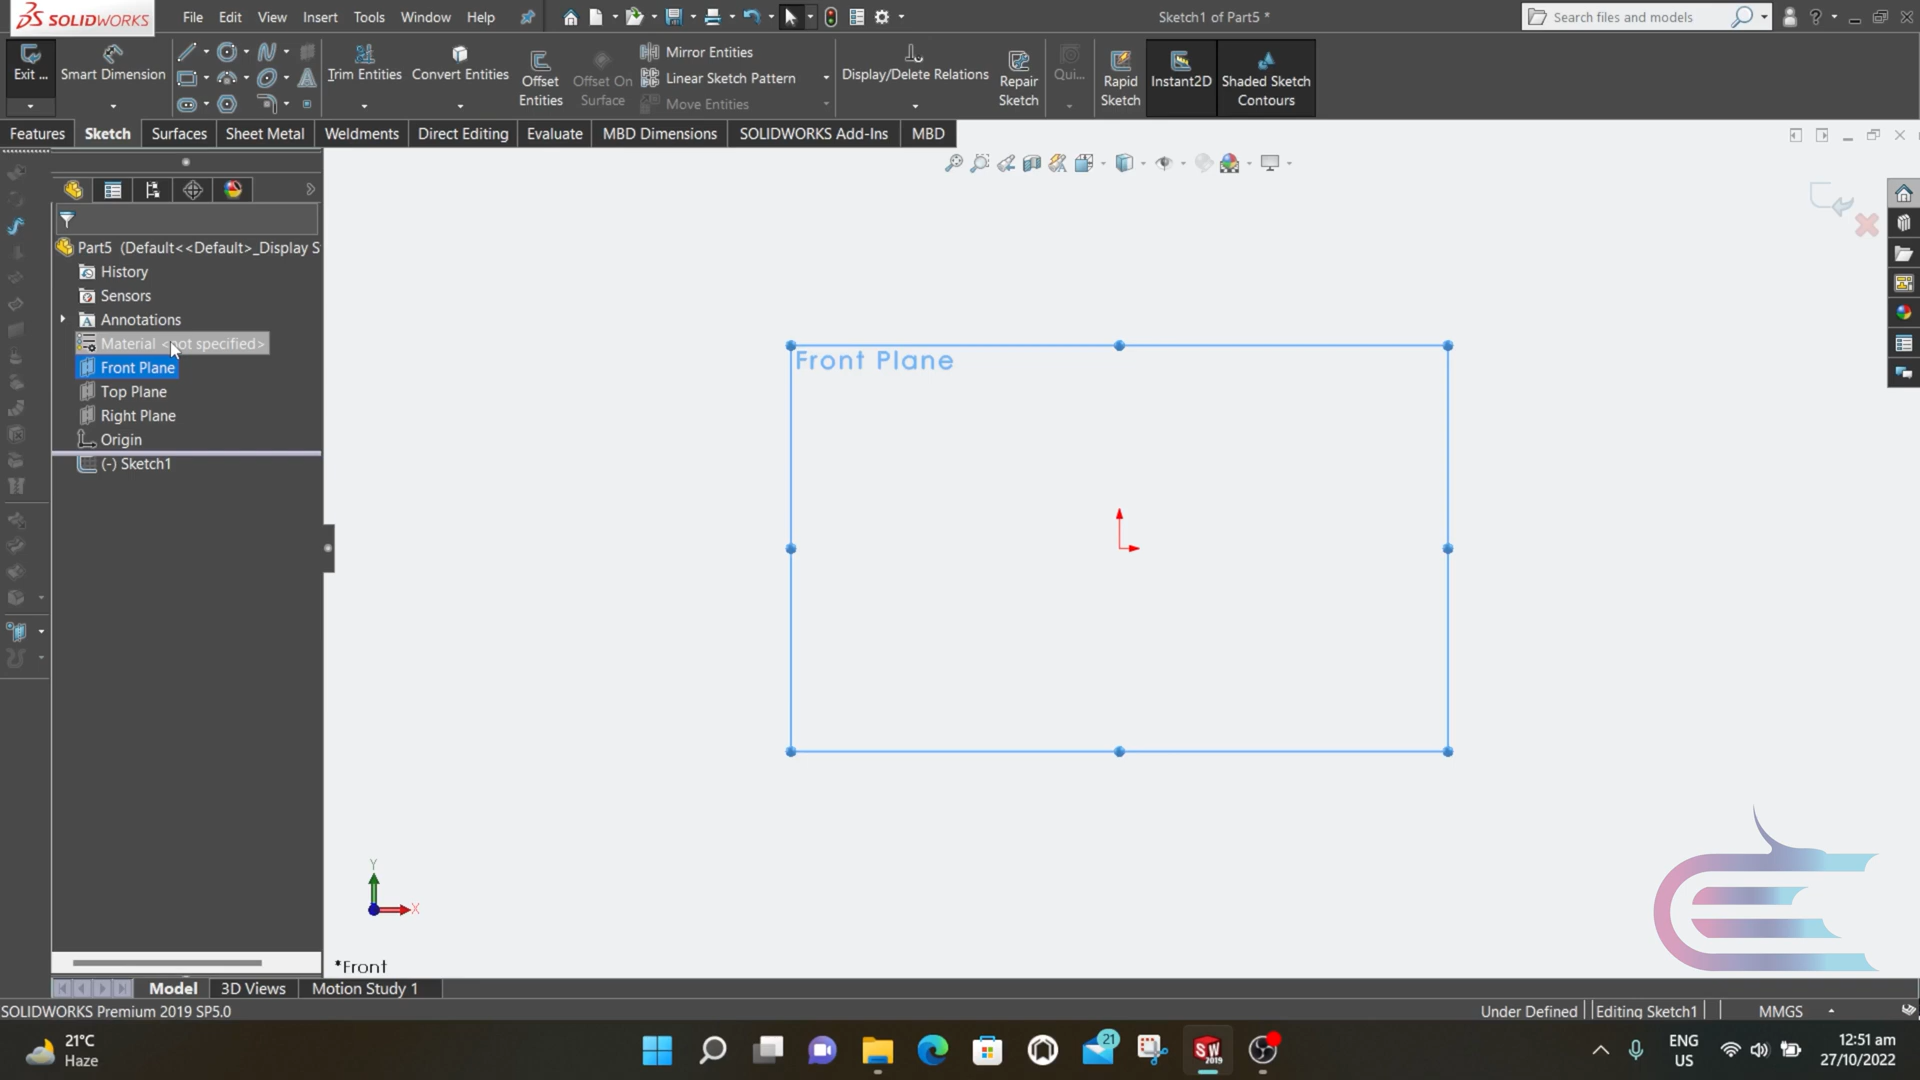 SOLIDWORKS File Edit View Insert Tools Window Help Sketch1 of Part5 * Search files and models
Exit ... Smart Dimension Trim Entities Convert Entities Offset Entities Offset On Surface Mirror Entities Linear Sketch Pattern Move Entities Display/Delete Relations Repair Sketch Qui... Rapid Sketch Instant2D Shaded Sketch Contours
Features Sketch Surfaces Sheet Metal Weldments Direct Editing Evaluate MBD Dimensions SOLIDWORKS Add-Ins MBD
Part5 (Default<<Default>_Display S
History
Sensors
Annotations
Material <not specified>
Front Plane
Top Plane
Right Plane
Origin
(-) Sketch1
Front Plane
Y
X
*Front
Model 3D Views Motion Study 1
SOLIDWORKS Premium 2019 SP5.0 Under Defined Editing Sketch1 MMGS
21°C
Haze
21
SW
2019
ENG
US
12:51 am
27/10/2022